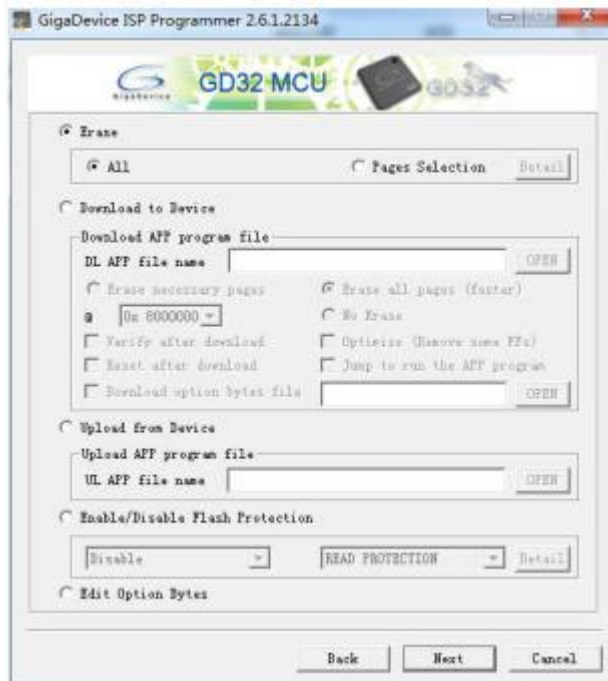 GigaDevice ISP Programmer 2.6.1.2134
GigaDevice GD32 MCU GD32
Erase
All Pages Selection Detail
Download to Device
Download APP program file
DL APP file name OPEN
Erase necessary pages Erase all pages (faster)
@ 0x 8000000 No Erase
Verify after download Optimize (Remove some FFs)
Reset after download Jump to run the APP program
Download option bytes file OPEN
Upload from Device
Upload APP program file
UL APP file name OPEN
Enable/Disable Flash Protection
Disable READ PROTECTION Detail
Edit Option Bytes
Back Next Cancel